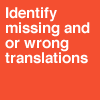 Identify
missing and
or wrong
translations